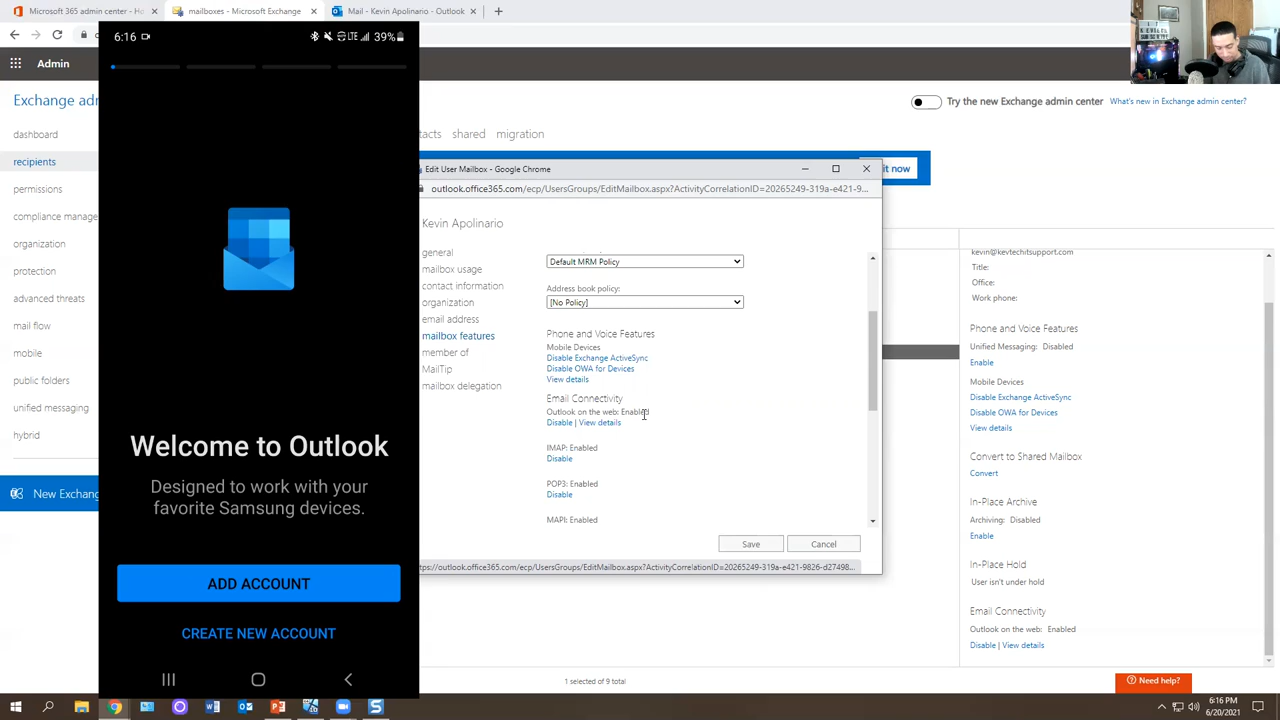 Microsoft 365 admin center - Ho
mailboxes - Microsoft Exchange
Mail - Kevin Apolinario - Outlook
6:16
LTE
39%
Admin
Exchange adm
Try the new Exchange admin center
What's new in Exchange admin center?
dashboard
recipients
permissions
compliance managem
organization
protection
advanced threats
mail flow
mobile
public folders
unified messaging
hybrid
New Exchang
tacts
shared
migration
it now
Edit User Mailbox - Google Chrome
outlook.office365.com/ecp/UsersGroups/EditMailbox.aspx?ActivityCorrelationID=20265249-319a-e421-9...
Kevin Apolinario
general
mailbox usage
contact information
organization
email address
mailbox features
member of
MailTip
mailbox delegation
Default MRM Policy
Address book policy:
[No Policy]
Phone and Voice Features
Mobile Devices
Disable Exchange ActiveSync
Disable OWA for Devices
View details
Email Connectivity
Outlook on the web: Enabled
Disable | View details
IMAP: Enabled
Disable
POP3: Enabled
Disable
MAPI: Enabled
Save
Cancel
ttps://outlook.office365.com/ecp/UsersGroups/EditMailbox.aspx?ActivityCorrelationID=20265249-319a-e421-9826-d27498...
Welcome to Outlook
Designed to work with your
favorite Samsung devices.
ADD ACCOUNT
CREATE NEW ACCOUNT
kevin@kevtechitsupport.com
Title:
Office:
Work phone:
Phone and Voice Features
Unified Messaging: Disabled
Enable
Mobile Devices
Disable Exchange ActiveSync
Disable OWA for Devices
View details
Convert to Shared Mailbox
Convert
In-Place Archive
Archiving: Disabled
Enable
In-Place Hold
User isn't under hold
Email Connectivity
Outlook on the web: Enabled
Disable | View details
1 selected of 9 total
Need help?
6:16 PM
6/20/2021